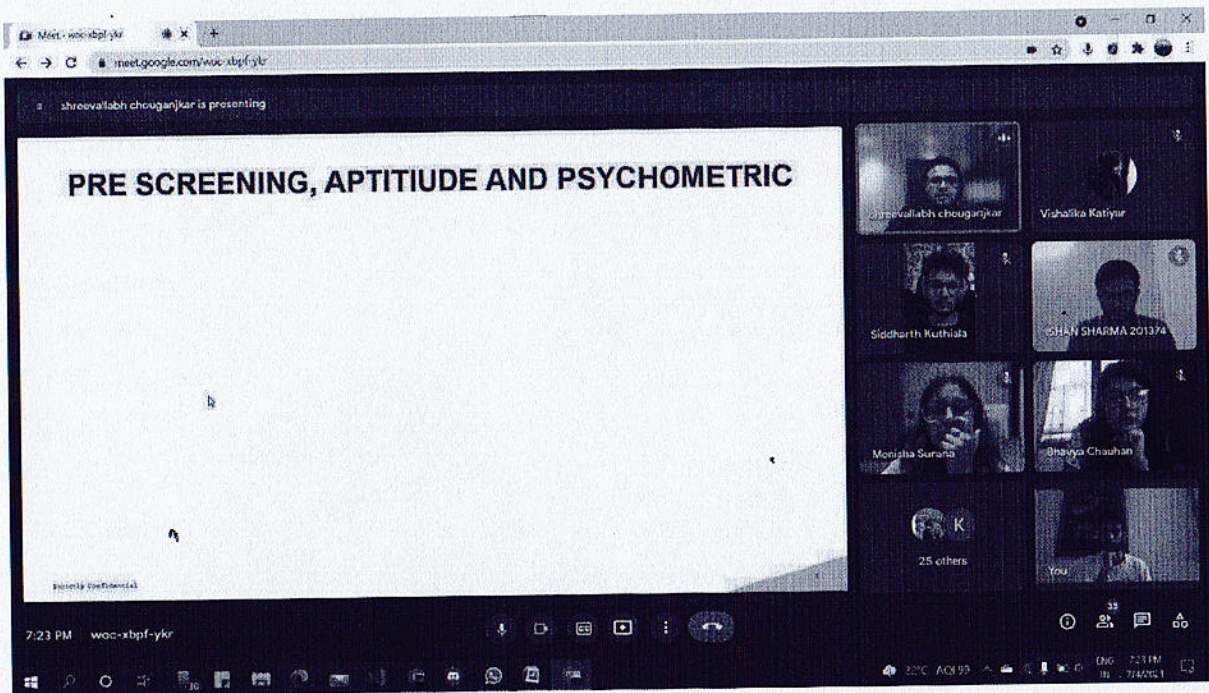 Meet - woc-xbpf-ykr
meet.google.com/woc-xbpf-ykr
shreevallabh chouganjkar is presenting
PRE SCREENING, APTITIUDE AND PSYCHOMETRIC
Strictly Confidential
shreevallabh chouganjkar
Vishalika Katiyar
Siddharth Kuthiala
ISHAN SHARMA 201374
Monisha Surana
Bhavya Chauhan
K
25 others
You
7:23 PM woc-xbpf-ykr
CC
33
30
22°C AQI 99
ENG
7:23 PM
IN